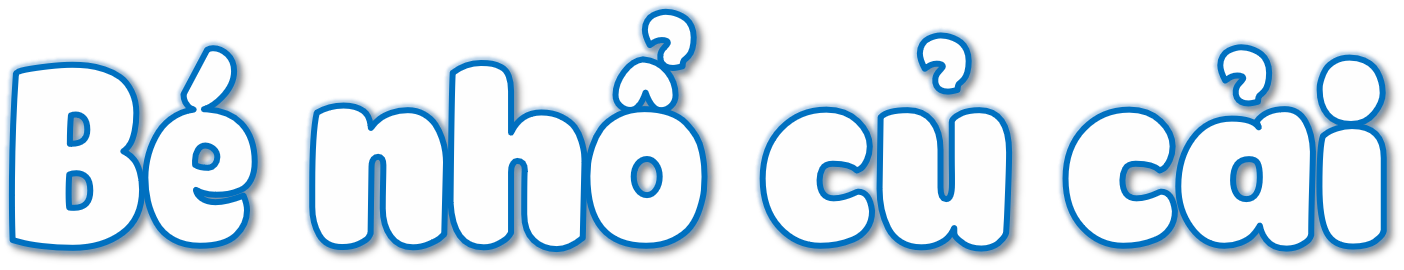 Bé nhổ củ cải